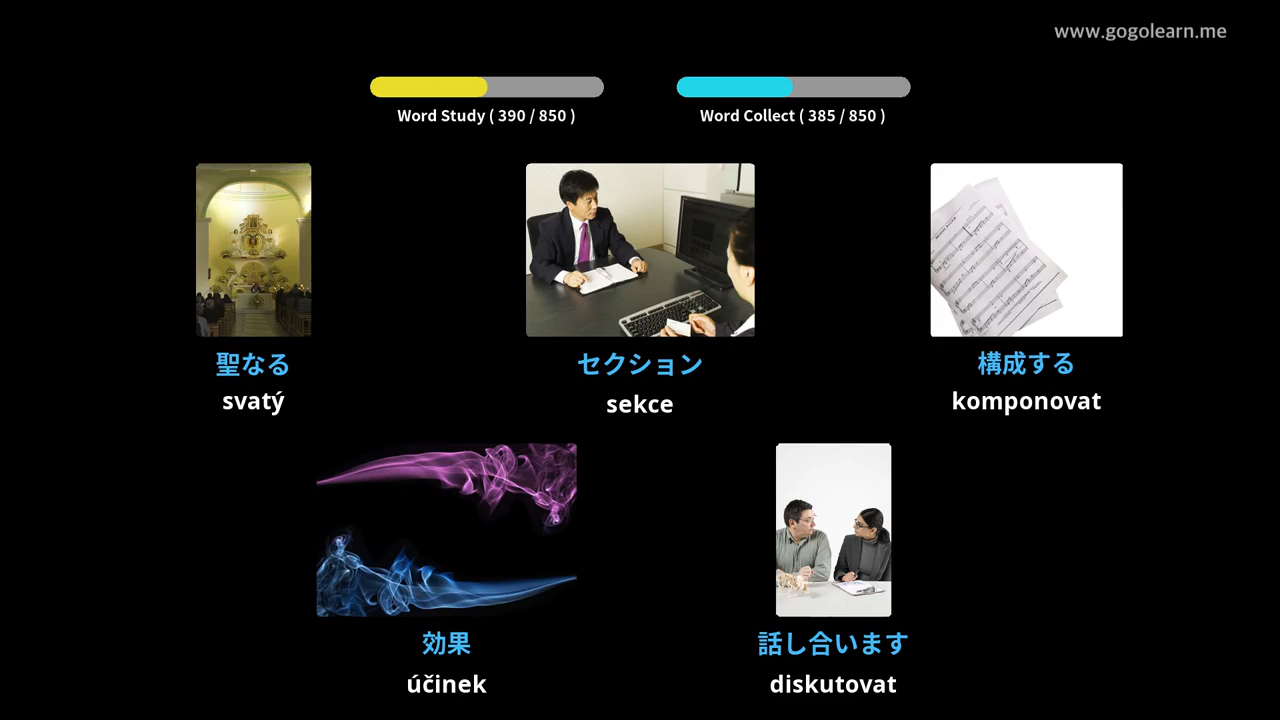 www.gogolearn.me
Word Study ( 390 / 850 )
Word Collect ( 385 / 850 )
聖なる
svatý
セクション
sekce
構成する
komponovat
効果
účinek
話し合います
diskutovat